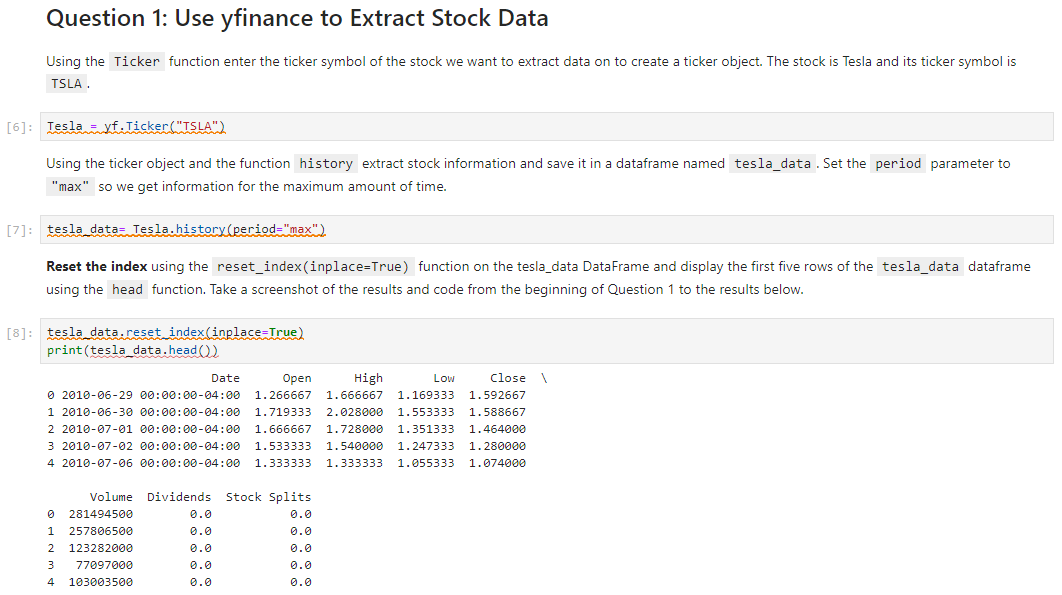 Question 1: Use yfinance to Extract Stock Data
Using the Ticker function enter the ticker symbol of the stock we want to extract data on to create a ticker object. The stock is Tesla and its ticker symbol is
TSLA .
[6]: Tesla = yf.Ticker("TSLA")
Using the ticker object and the function history extract stock information and save it in a dataframe named tesla_data . Set the period parameter to
"max" so we get information for the maximum amount of time.
[7]: tesla_data= Tesla.history(period="max")
Reset the index using the reset_index(inplace=True) function on the tesla_data DataFrame and display the first five rows of the tesla_data dataframe
using the head function. Take a screenshot of the results and code from the beginning of Question 1 to the results below.
[8]: tesla_data.reset_index(inplace=True)
print(tesla_data.head())
Date Open High Low Close \
0 2010-06-29 00:00:00-04:00 1.266667 1.666667 1.169333 1.592667
1 2010-06-30 00:00:00-04:00 1.719333 2.028000 1.553333 1.588667
2 2010-07-01 00:00:00-04:00 1.666667 1.728000 1.351333 1.464000
3 2010-07-02 00:00:00-04:00 1.533333 1.540000 1.247333 1.280000
4 2010-07-06 00:00:00-04:00 1.333333 1.333333 1.055333 1.074000
Volume Dividends Stock Splits
0 281494500 0.0 0.0
1 257806500 0.0 0.0
2 123282000 0.0 0.0
3 77097000 0.0 0.0
4 103003500 0.0 0.0